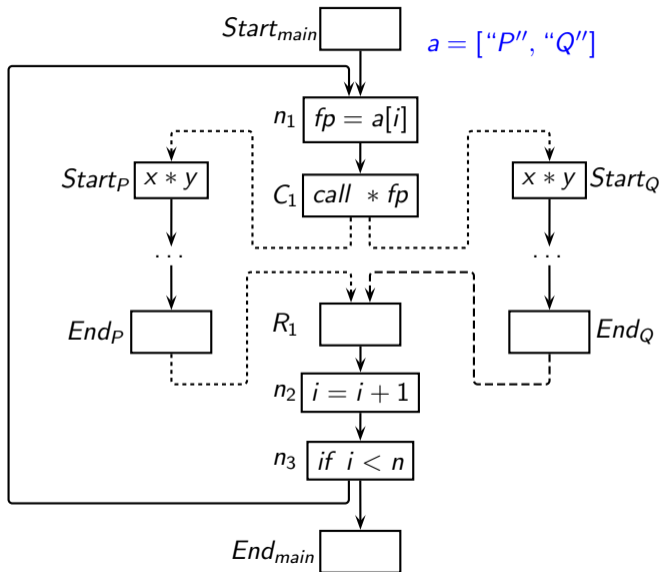 Start_main
a = ["P", "Q"]
n_1 fp = a[i]
Start_P x * y
C_1 call * fp
x * y Start_Q
...
...
End_P
R_1
End_Q
n_2 i = i + 1
n_3 if i < n
End_main